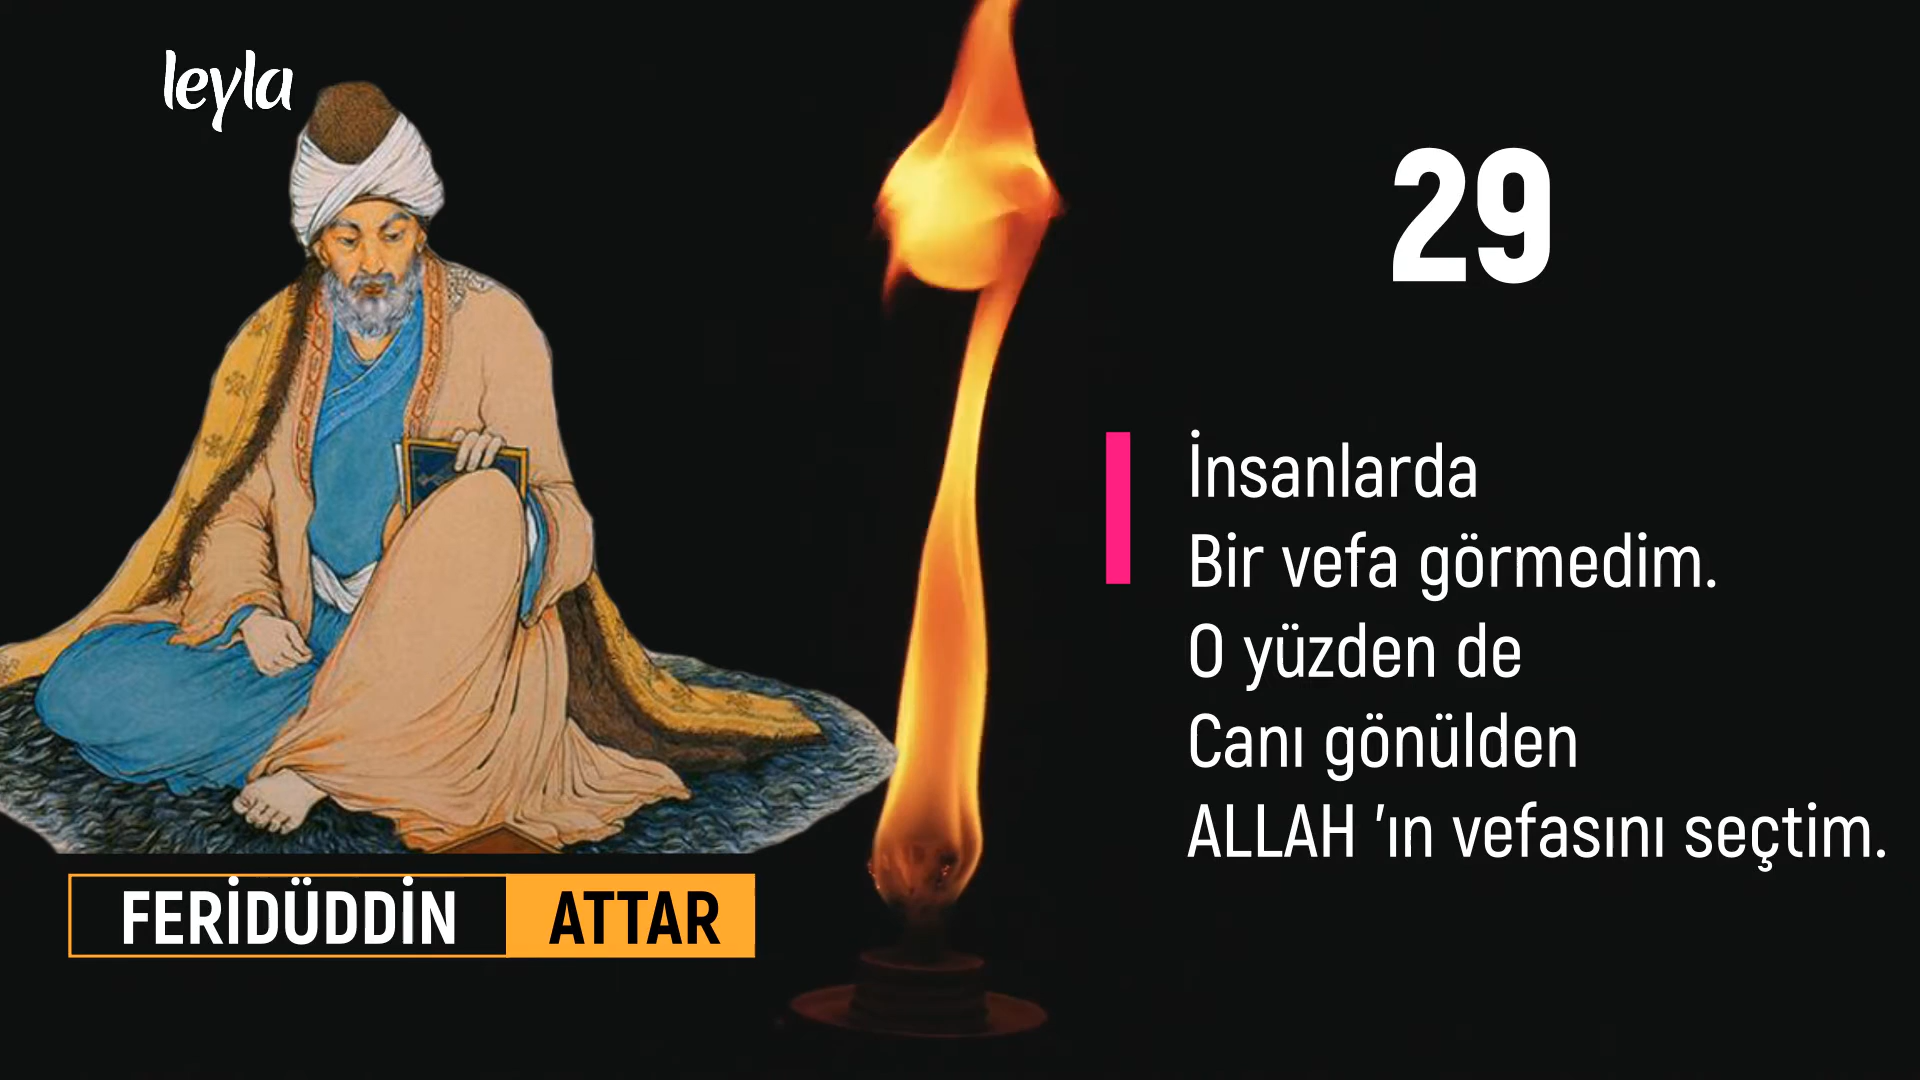 leyla
29
İnsanlarda
Bir vefa görmedim.
O yüzden de
Canı gönülden
ALLAH 'ın vefasını seçtim.
FERİDÜDDİN ATTAR